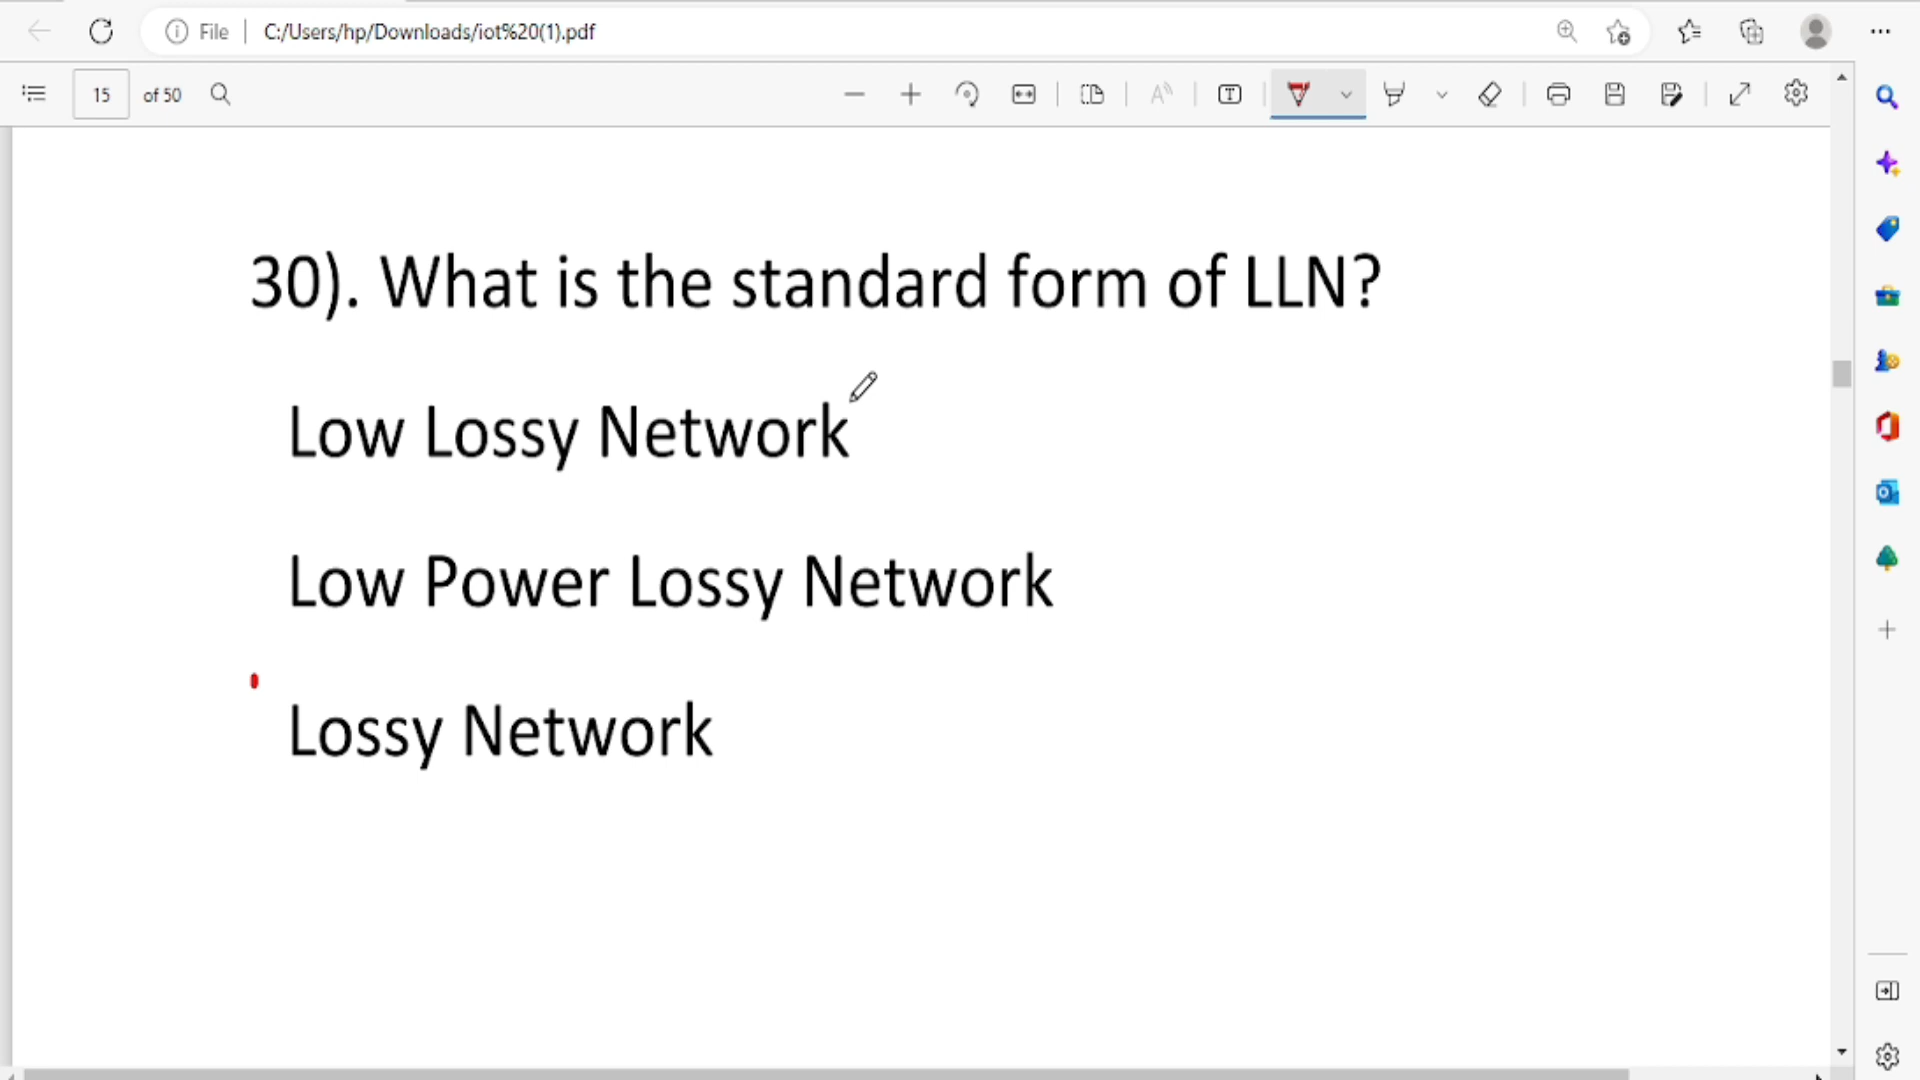 File
C:/Users/hp/Downloads/iot%20(1).pdf
15 of 50
30). What is the standard form of LLN?
Low Lossy Network
Low Power Lossy Network
Lossy Network